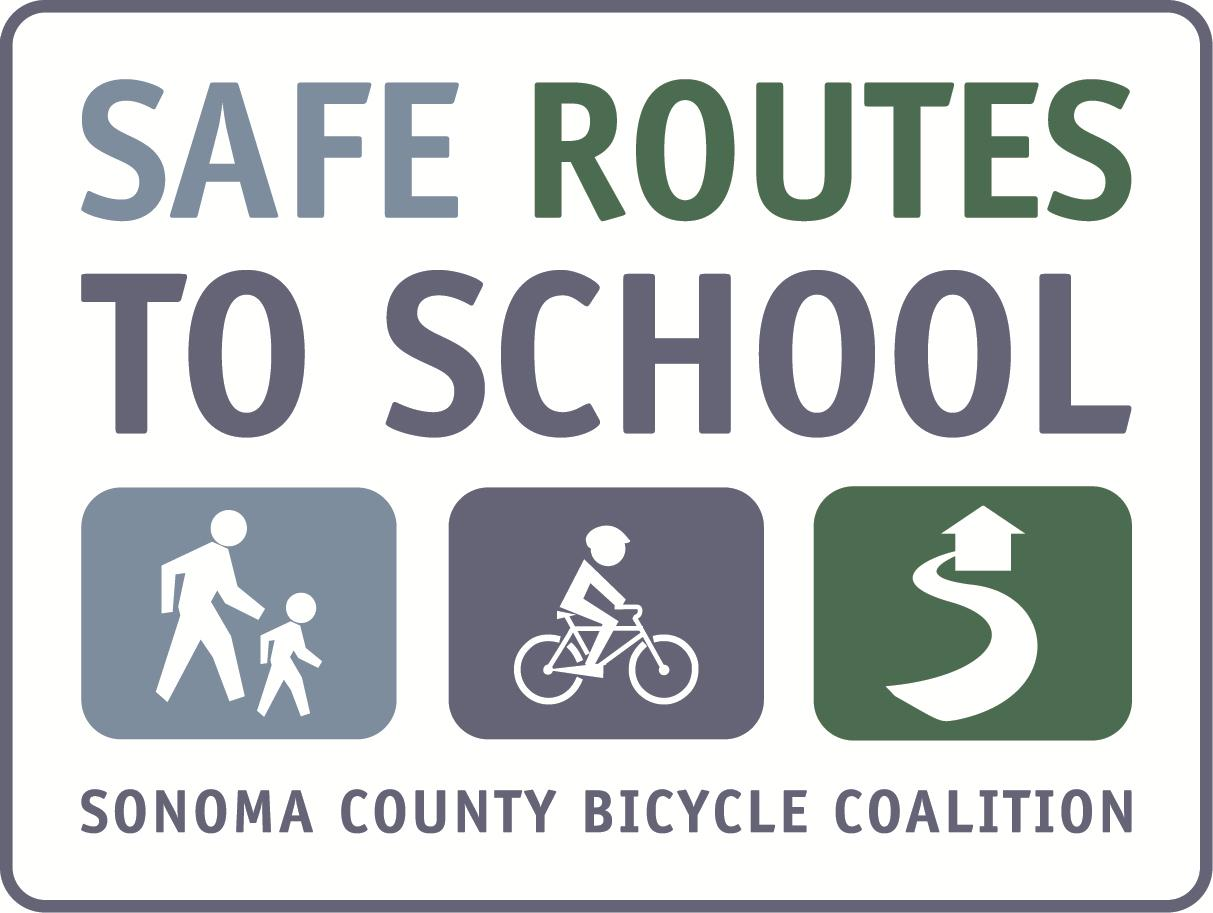 SAFE ROUTES
TO SCHOOL
SONOMA COUNTY BICYCLE COALITION